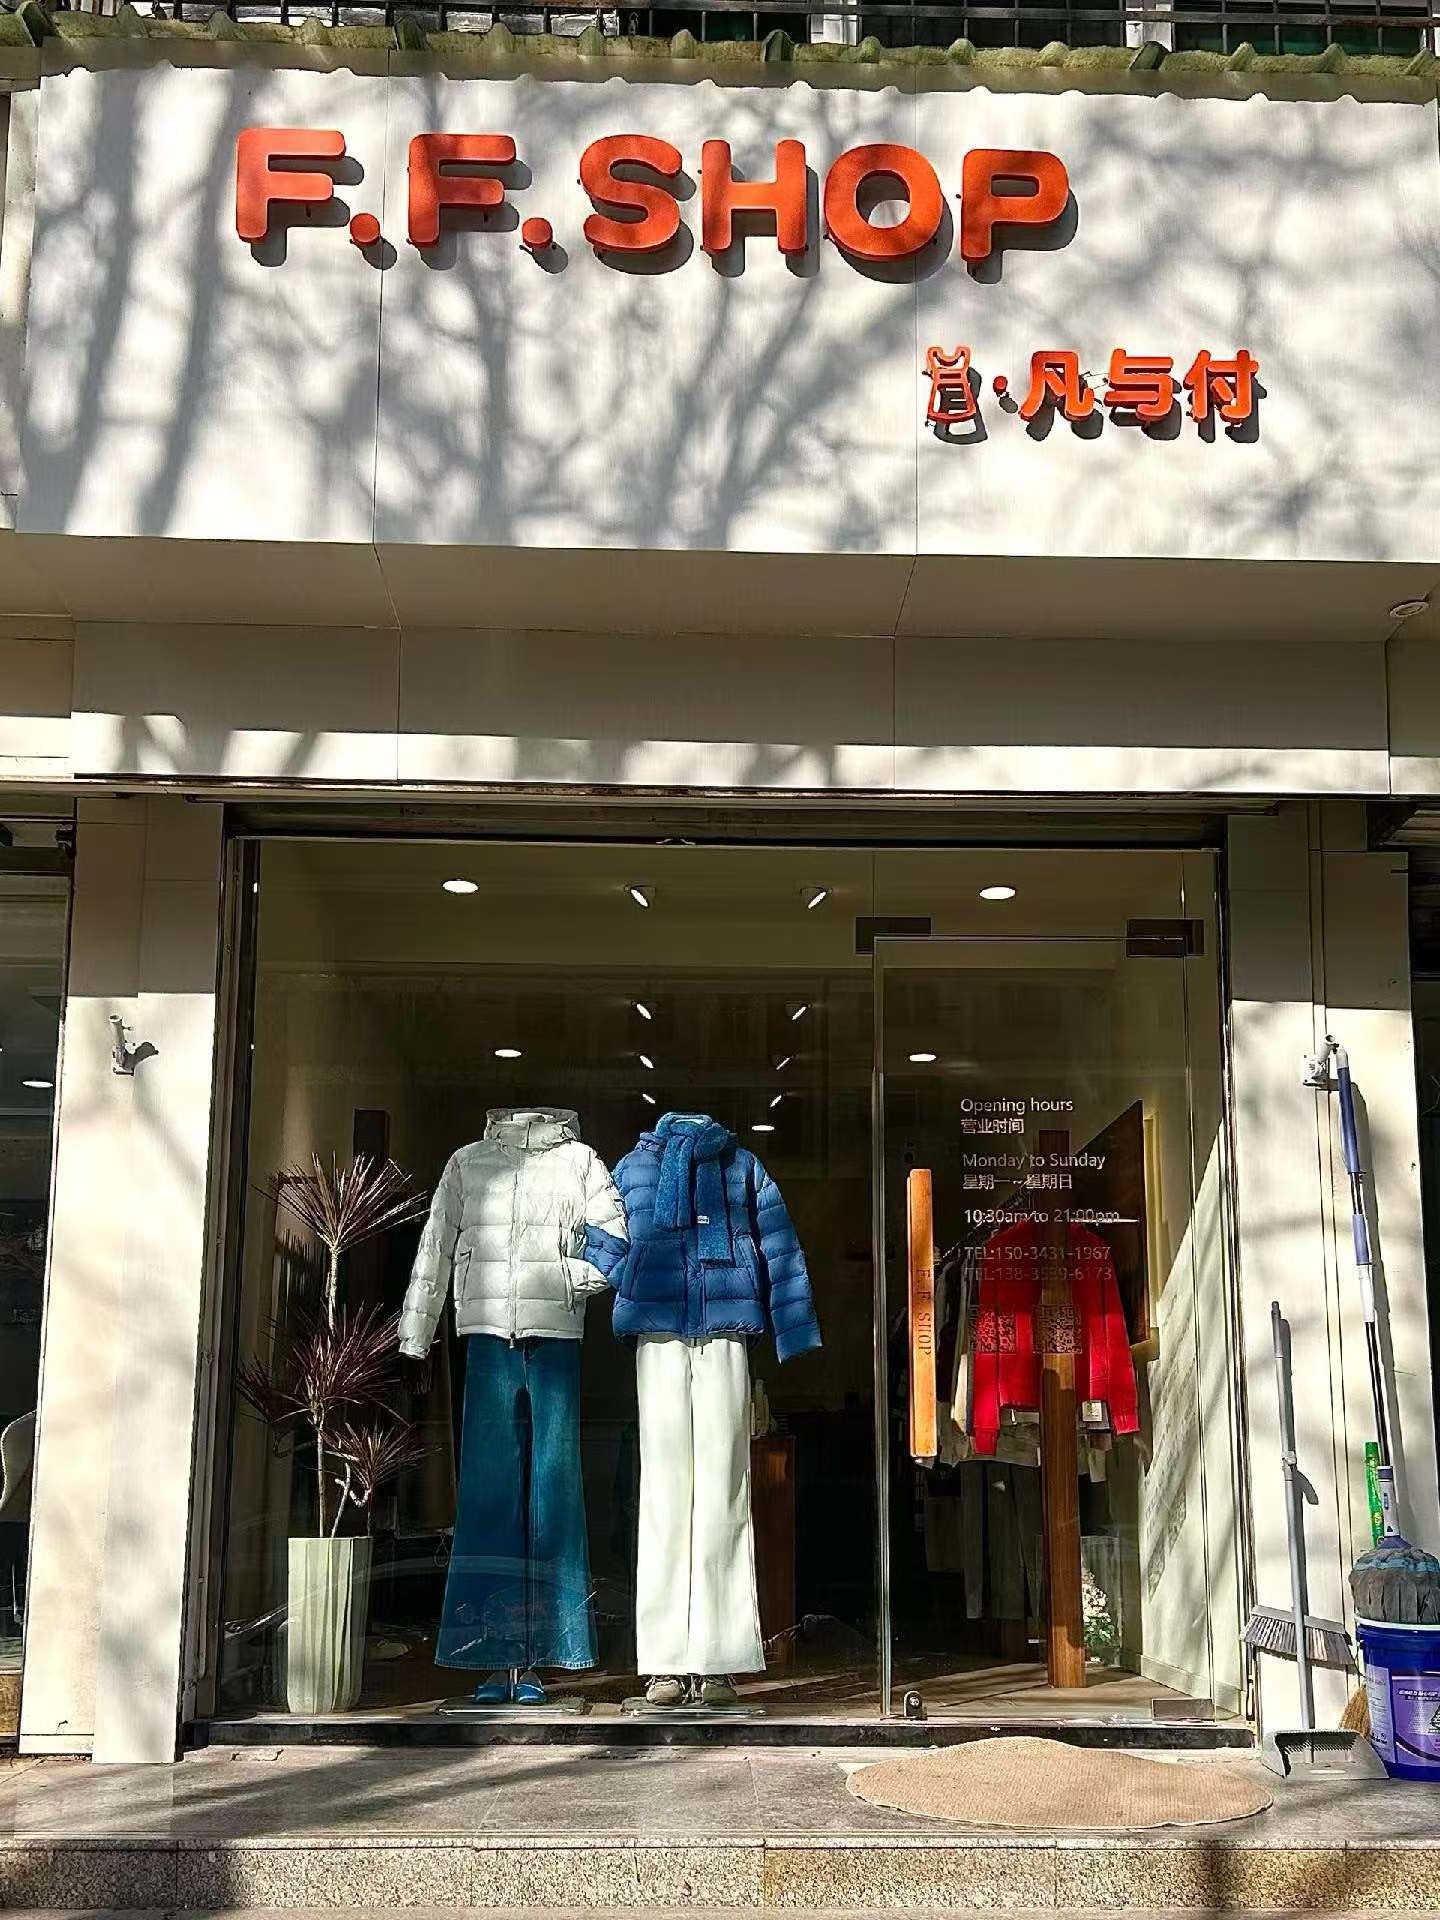 F.F.SHOP
·凡与付
Opening hours
营业时间
Monday to Sunday
星期一~星期日
10:30am to 21:00pm
TEL:150-3431-1967
TEL:138-3539-6173
F.F. SHOP